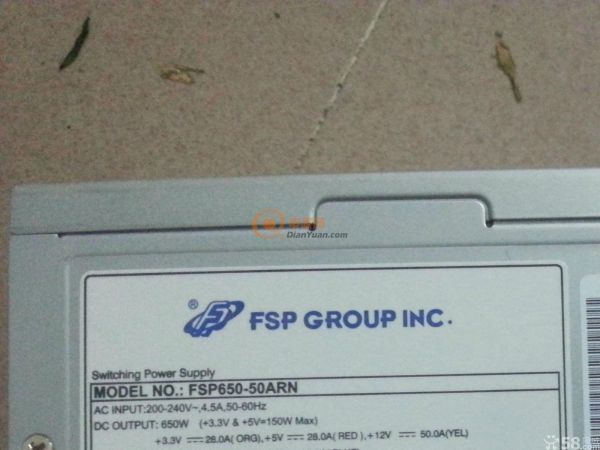 DianYuan.com
® FSP GROUP INC.
Switching Power Supply
MODEL NO.: FSP650-50ARN
AC INPUT:200-240V~,4.5A,50-60Hz
DC OUTPUT: 650W (+3.3V & +5V=150W Max)
+3.3V ⎓ 28.0A( ORG),+5V ⎓ 28.0A( RED ),+12V ⎓ 50.0A(YEL)
58